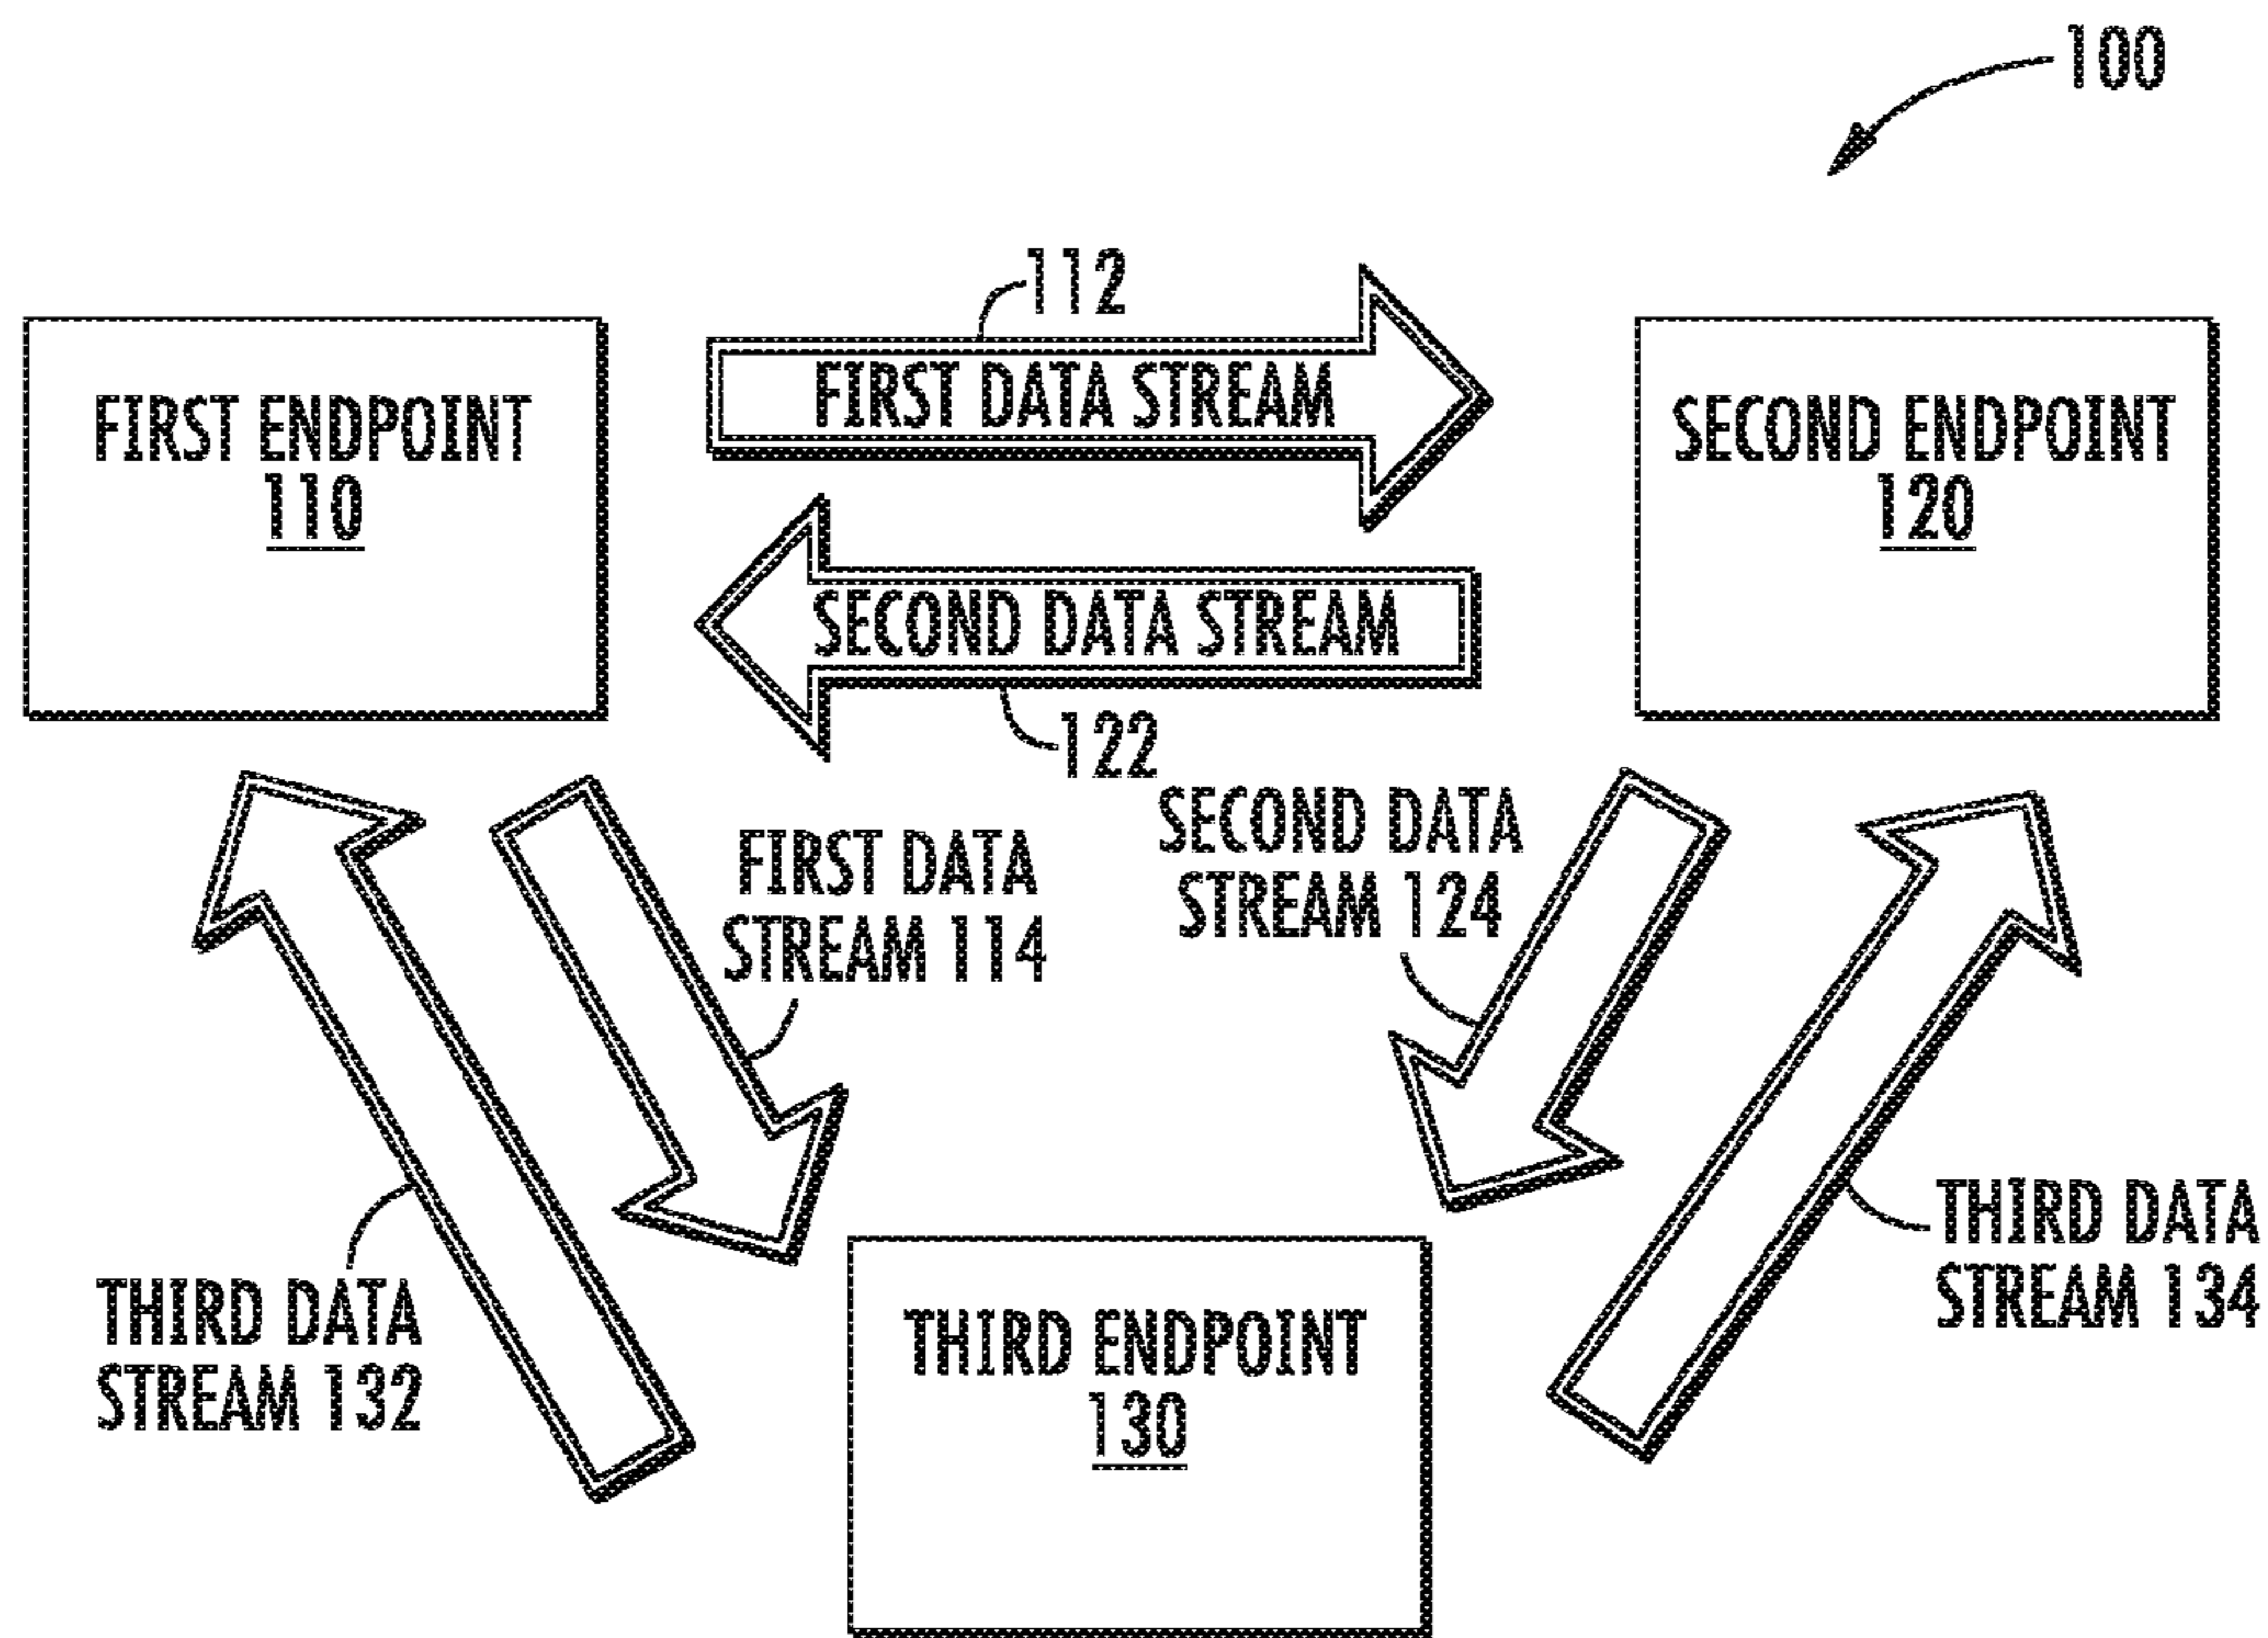 100
112
FIRST DATA STREAM
FIRST ENDPOINT
110
SECOND ENDPOINT
120
SECOND DATA STREAM
122
FIRST DATA
STREAM 114
SECOND DATA
STREAM 124
THIRD DATA
STREAM 132
THIRD ENDPOINT
130
THIRD DATA
STREAM 134